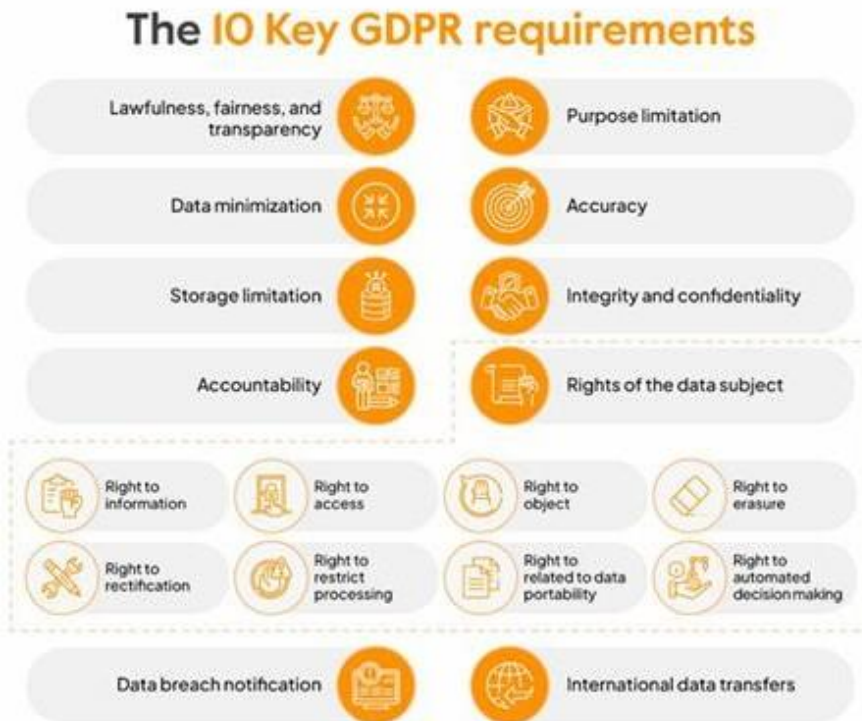 The 10 Key GDPR requirements
Lawfulness, fairness, and
transparency
Purpose limitation
Data minimization
Accuracy
Storage limitation
Integrity and confidentiality
Accountability
Rights of the data subject
Right to
information
Right to
access
Right to
object
Right to
erasure
Right to
rectification
Right to
restrict
processing
Right to
related to data
portability
Right to
automated
decision making
Data breach notification
International data transfers